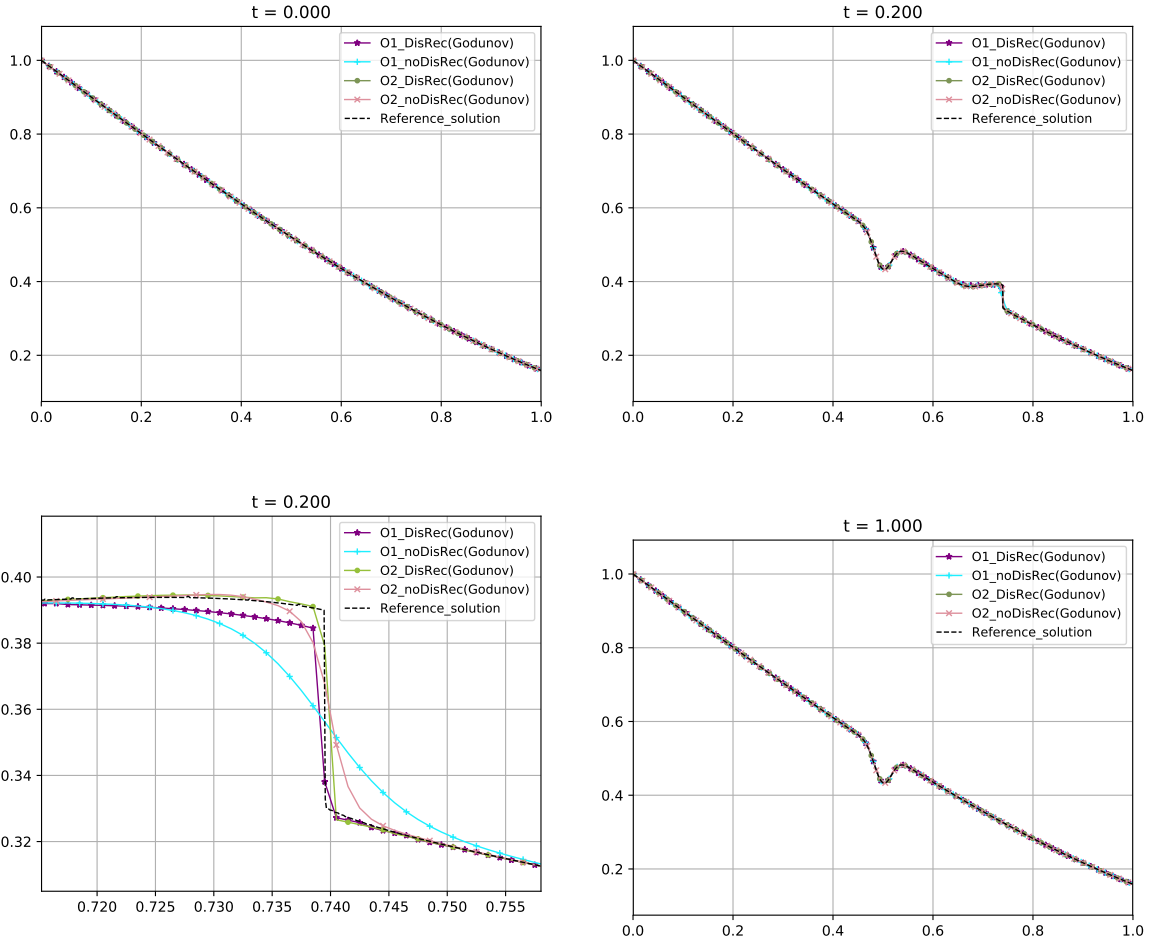 t = 0.000
1.0
0.8
0.6
0.4
0.2
0.0 0.2 0.4 0.6 0.8 1.0
O1_DisRec(Godunov)
O1_noDisRec(Godunov)
O2_DisRec(Godunov)
O2_noDisRec(Godunov)
Reference_solution
t = 0.200
1.0
0.8
0.6
0.4
0.2
0.0 0.2 0.4 0.6 0.8 1.0
O1_DisRec(Godunov)
O1_noDisRec(Godunov)
O2_DisRec(Godunov)
O2_noDisRec(Godunov)
Reference_solution
t = 0.200
0.40
0.38
0.36
0.34
0.32
0.720 0.725 0.730 0.735 0.740 0.745 0.750 0.755
O1_DisRec(Godunov)
O1_noDisRec(Godunov)
O2_DisRec(Godunov)
O2_noDisRec(Godunov)
Reference_solution
t = 1.000
1.0
0.8
0.6
0.4
0.2
0.0 0.2 0.4 0.6 0.8 1.0
O1_DisRec(Godunov)
O1_noDisRec(Godunov)
O2_DisRec(Godunov)
O2_noDisRec(Godunov)
Reference_solution